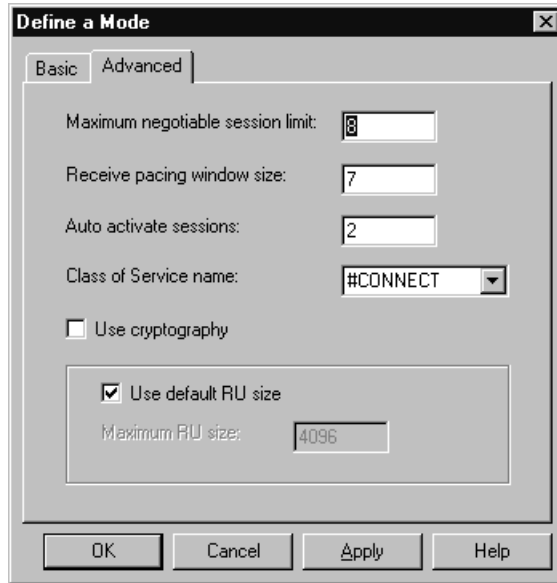 Define a Mode
Basic Advanced
Maximum negotiable session limit: 8
Receive pacing window size: 7
Auto activate sessions: 2
Class of Service name: #CONNECT
Use cryptography
Use default RU size
Maximum RU size: 4096
OK Cancel Apply Help